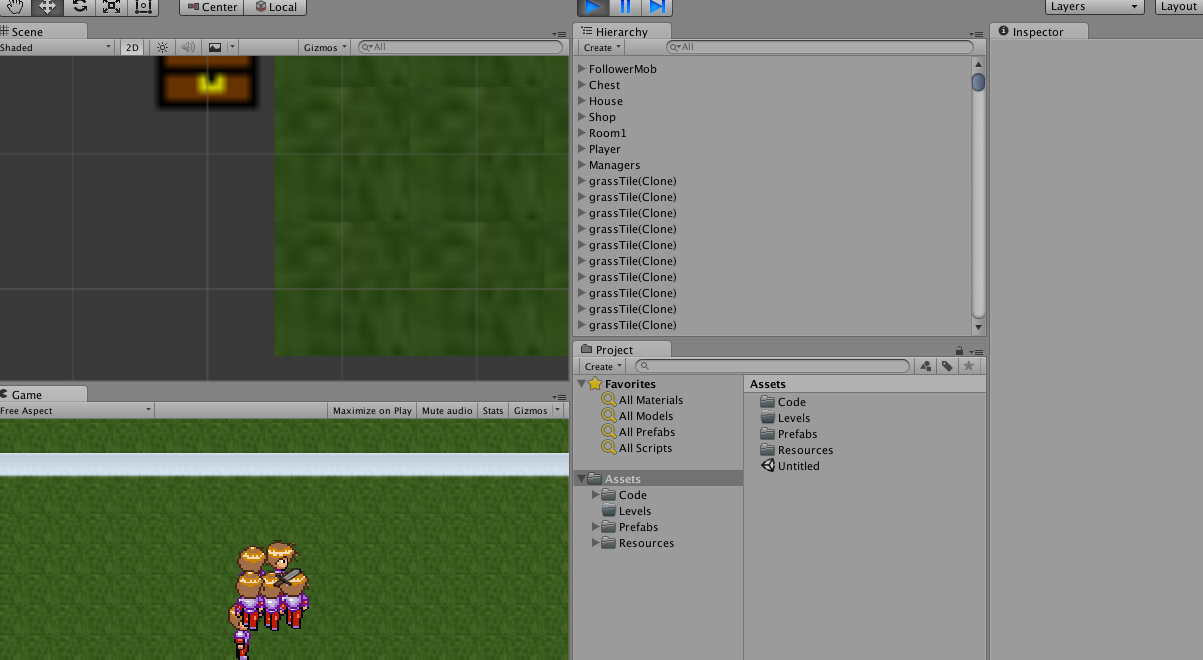 Center Local
Layers Layout
Scene
Shaded 2D Gizmos All
Hierarchy
Create All
FollowerMob
Chest
House
Shop
Room1
Player
Managers
grassTile(Clone)
grassTile(Clone)
grassTile(Clone)
grassTile(Clone)
grassTile(Clone)
grassTile(Clone)
grassTile(Clone)
grassTile(Clone)
grassTile(Clone)
grassTile(Clone)
Inspector
Project
Create
Favorites
All Materials
All Models
All Prefabs
All Scripts
Assets
Code
Levels
Prefabs
Resources
Assets
Code
Levels
Prefabs
Resources
Untitled
Game
Free Aspect Maximize on Play Mute audio Stats Gizmos